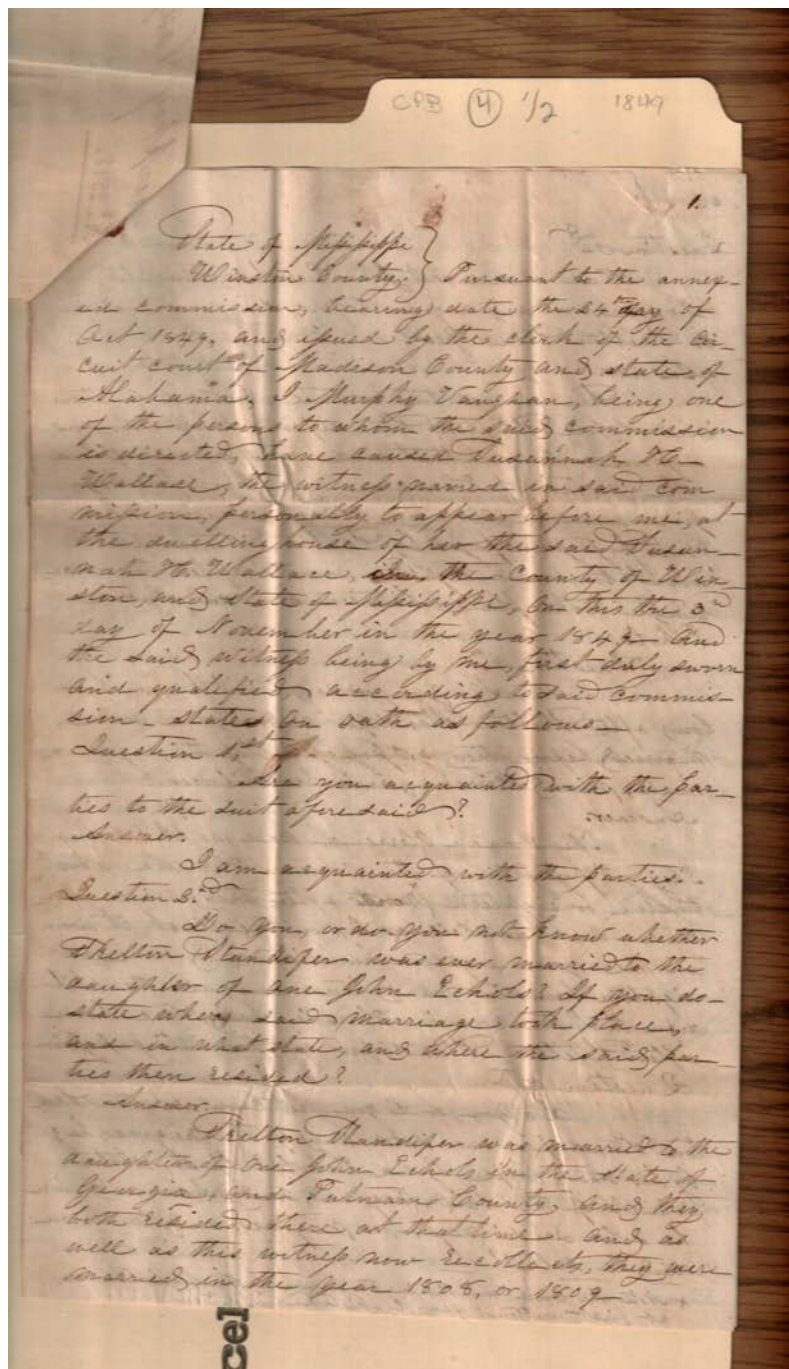 CPB 4 1/2 1849
1.
State of Mississippi
Winston County, } Pursuant to the annex-
ed commission, bearing date the 24th day of
Oct 1849, and issued by the clerk of the cir-
cuit court of Madison County and state of
Alabama, I Murphy Vaughan, being one
of the persons to whom the said commission
is directed, have caused Susannah H.
Wallace, the witness named in said com
mission, personally to appear before me, at
the dwelling house of her the said Susan-
nah H. Wallace, in the County of Win-
ston, and state of Mississippi, on this the 3rd
day of November in the year 1849 and
the said witness being by me, first duly sworn
and qualified according to said commis-
sion - states on oath as follows -
Question 1st
Are you acquainted with the par-
ties to the suit aforesaid?
Answer.
I am acquainted with the parties.
Question 2nd
Do you, or do you not know whether
Skelton Standifer was ever married to the
daughter of one John Echols? If you do -
state where said marriage took place,
and in what state, and where the said par-
ties then resided?
Answer
Skelton Standifer was married to the
daughter of one John Echols in the State of
Georgia, and Putnam County, and they
both resided there at that time and as
well as this witness now recollects, they were
married in the year 1808, or 1809
cel